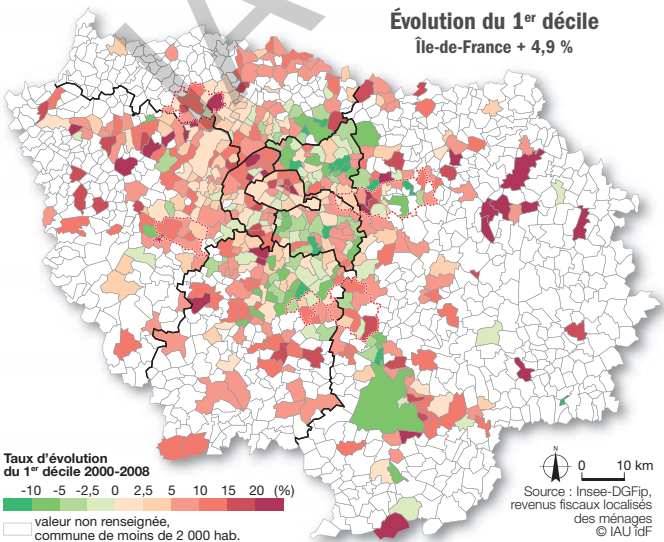 Évolution du 1er décile
Île-de-France + 4,9 %
Taux d'évolution
du 1er décile 2000-2008
-10 -5 -2,5 0 2,5 5 10 15 20 (%)
valeur non renseignée,
commune de moins de 2 000 hab.
N
0 10 km
Source : Insee-DGFip,
revenus fiscaux localisés
des ménages
© IAU îdF